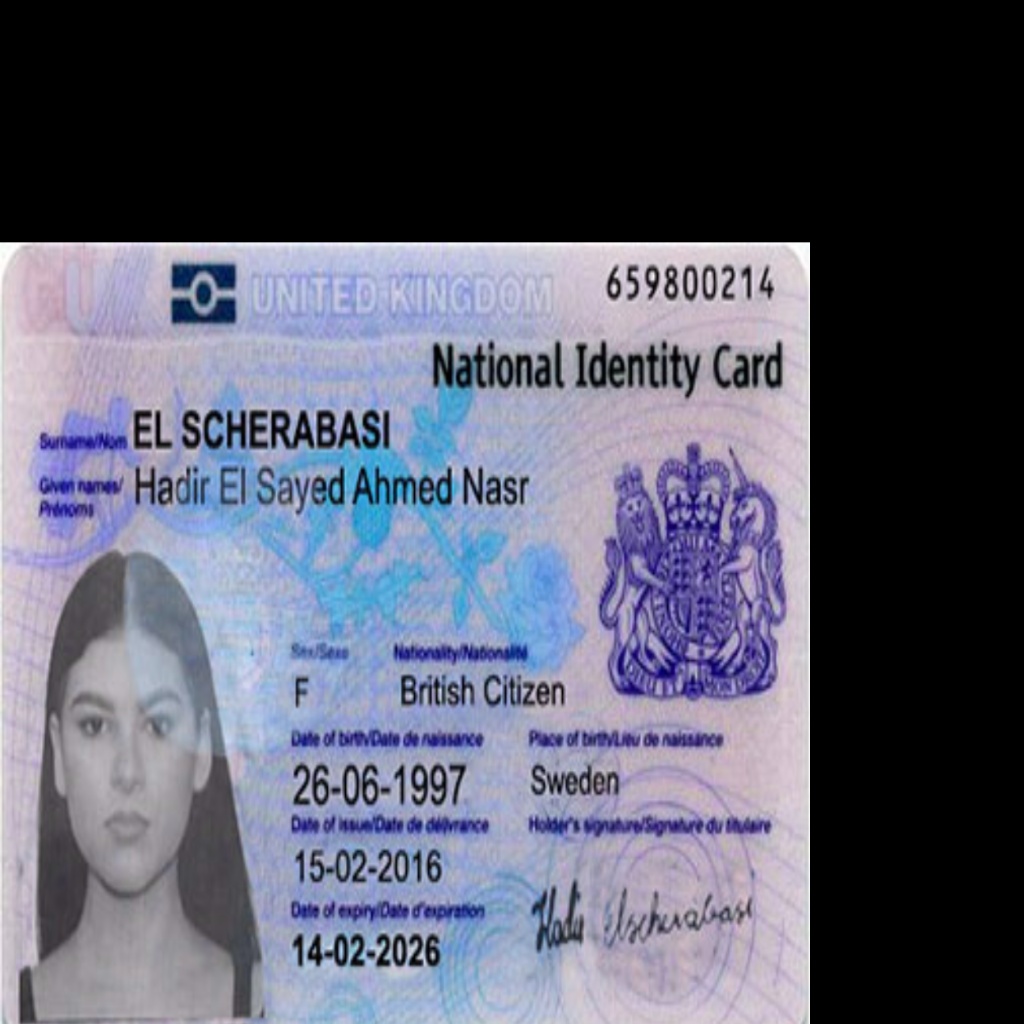 UNITED KINGDOM
659800214
National Identity Card
Surname/Nom EL SCHERABASI
Given names/ Hadir El Sayed Ahmed Nasr
Prénoms
Sex/Sexe Nationality/Nationalité
F British Citizen
Date of birth/Date de naissance Place of birth/Lieu de naissance
26-06-1997 Sweden
Date of issue/Date de délivrance Holder's signature/Signature du titulaire
15-02-2016
Date of expiry/Date d'expiration
Hadir Elscherabasi
14-02-2026